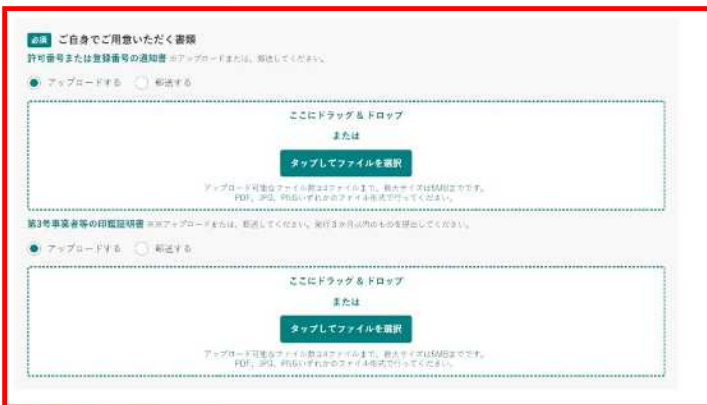 必須 ご自身でご用意いただく書類
許可番号または登録番号の通知書 ※アップロードまたは、郵送してください。
アップロードする 郵送する
ここにドラッグ & ドロップ
または
タップしてファイルを選択
アップロード可能なファイル数は4ファイルまで、最大サイズは6MBまでです。
PDF、JPG、PNGいずれかのファイル形式で行ってください。
第3号事業者等の印鑑証明書 ※※アップロードまたは、郵送してください。発行3か月以内のものを提出してください。
アップロードする 郵送する
ここにドラッグ & ドロップ
または
タップしてファイルを選択
アップロード可能なファイル数は4ファイルまで、最大サイズは6MBまでです。
PDF、JPG、PNGいずれかのファイル形式で行ってください。